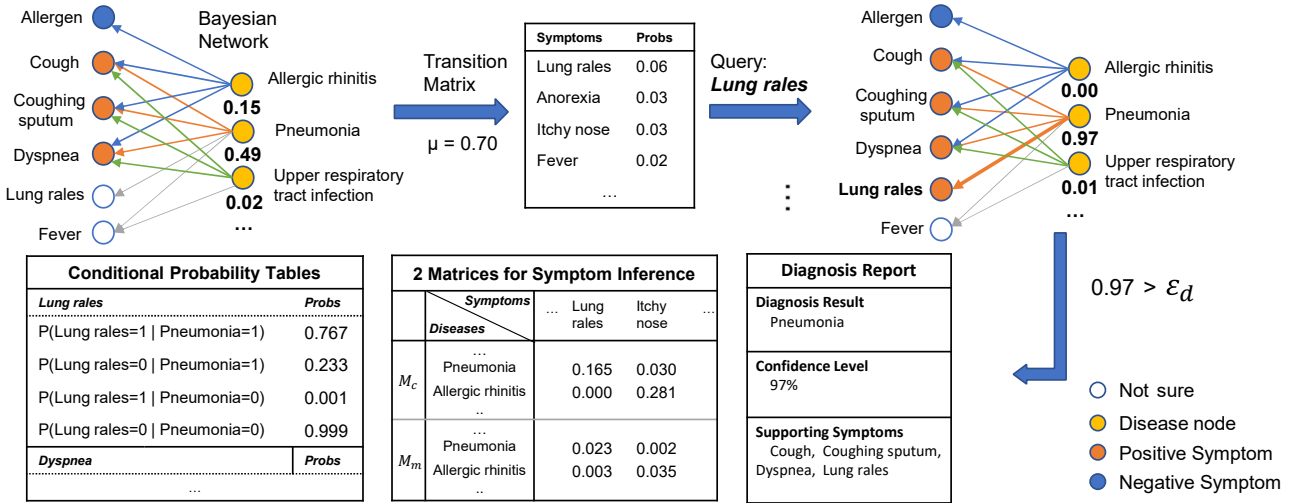 Allergen
Cough
Coughing
sputum
Dyspnea
Lung rales
Fever
Bayesian
Network
Allergic rhinitis
0.15
Pneumonia
0.49
Upper respiratory
tract infection
0.02
...
Transition
Matrix
μ = 0.70
Symptoms Probs
Lung rales 0.06
Anorexia 0.03
Itchy nose 0.03
Fever 0.02
...
Query:
Lung rales
...
Allergen
Cough
Coughing
sputum
Dyspnea
Lung rales
Fever
Allergic rhinitis
0.00
Pneumonia
0.97
Upper respiratory
tract infection
0.01
...
Conditional Probability Tables
Lung rales Probs
P(Lung rales=1 | Pneumonia=1) 0.767
P(Lung rales=0 | Pneumonia=1) 0.233
P(Lung rales=1 | Pneumonia=0) 0.001
P(Lung rales=0 | Pneumonia=0) 0.999
Dyspnea Probs
...
2 Matrices for Symptom Inference
Symptoms
Diseases
... Lung rales Itchy nose ...
...
M_c Pneumonia 0.165 0.030
Allergic rhinitis 0.000 0.281
..
...
M_m Pneumonia 0.023 0.002
Allergic rhinitis 0.003 0.035
..
Diagnosis Report
Diagnosis Result
Pneumonia
Confidence Level
97%
Supporting Symptoms
Cough, Coughing sputum,
Dyspnea, Lung rales
0.97 > ℰ_d
Not sure
Disease node
Positive Symptom
Negative Symptom